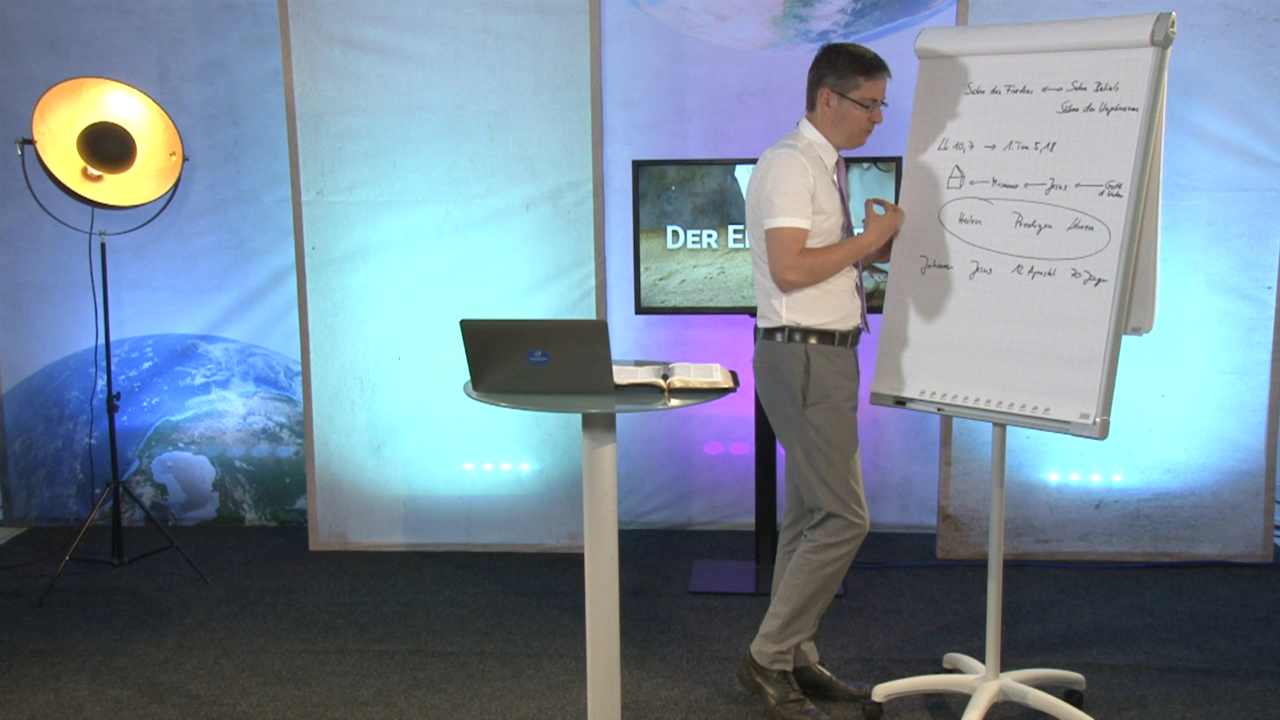 Sohn des Friedens ⟷ Sohn Belials
Sohn des
Lk 10,7 → 1.Tim 5,18
← ← Jesus ←
Heilen Predigen Lehren
Johannes Jesus 12 Apostel 70 Jünger
DER